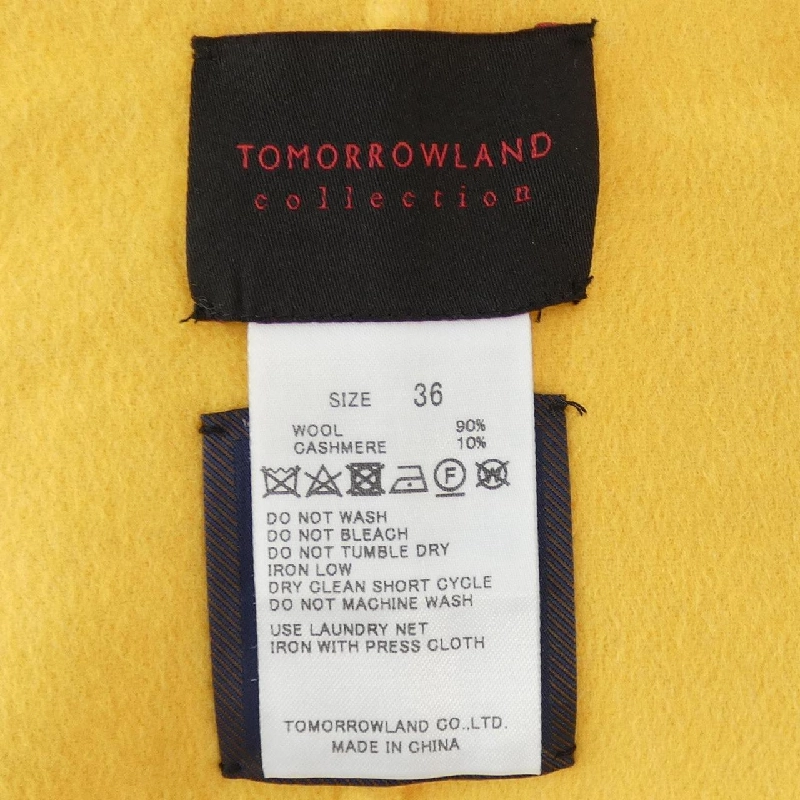 TOMORROWLAND
collection
SIZE 36
WOOL 90%
CASHMERE 10%
F W
DO NOT WASH
DO NOT BLEACH
DO NOT TUMBLE DRY
IRON LOW
DRY CLEAN SHORT CYCLE
DO NOT MACHINE WASH
USE LAUNDRY NET
IRON WITH PRESS CLOTH
TOMORROWLAND CO.,LTD.
MADE IN CHINA